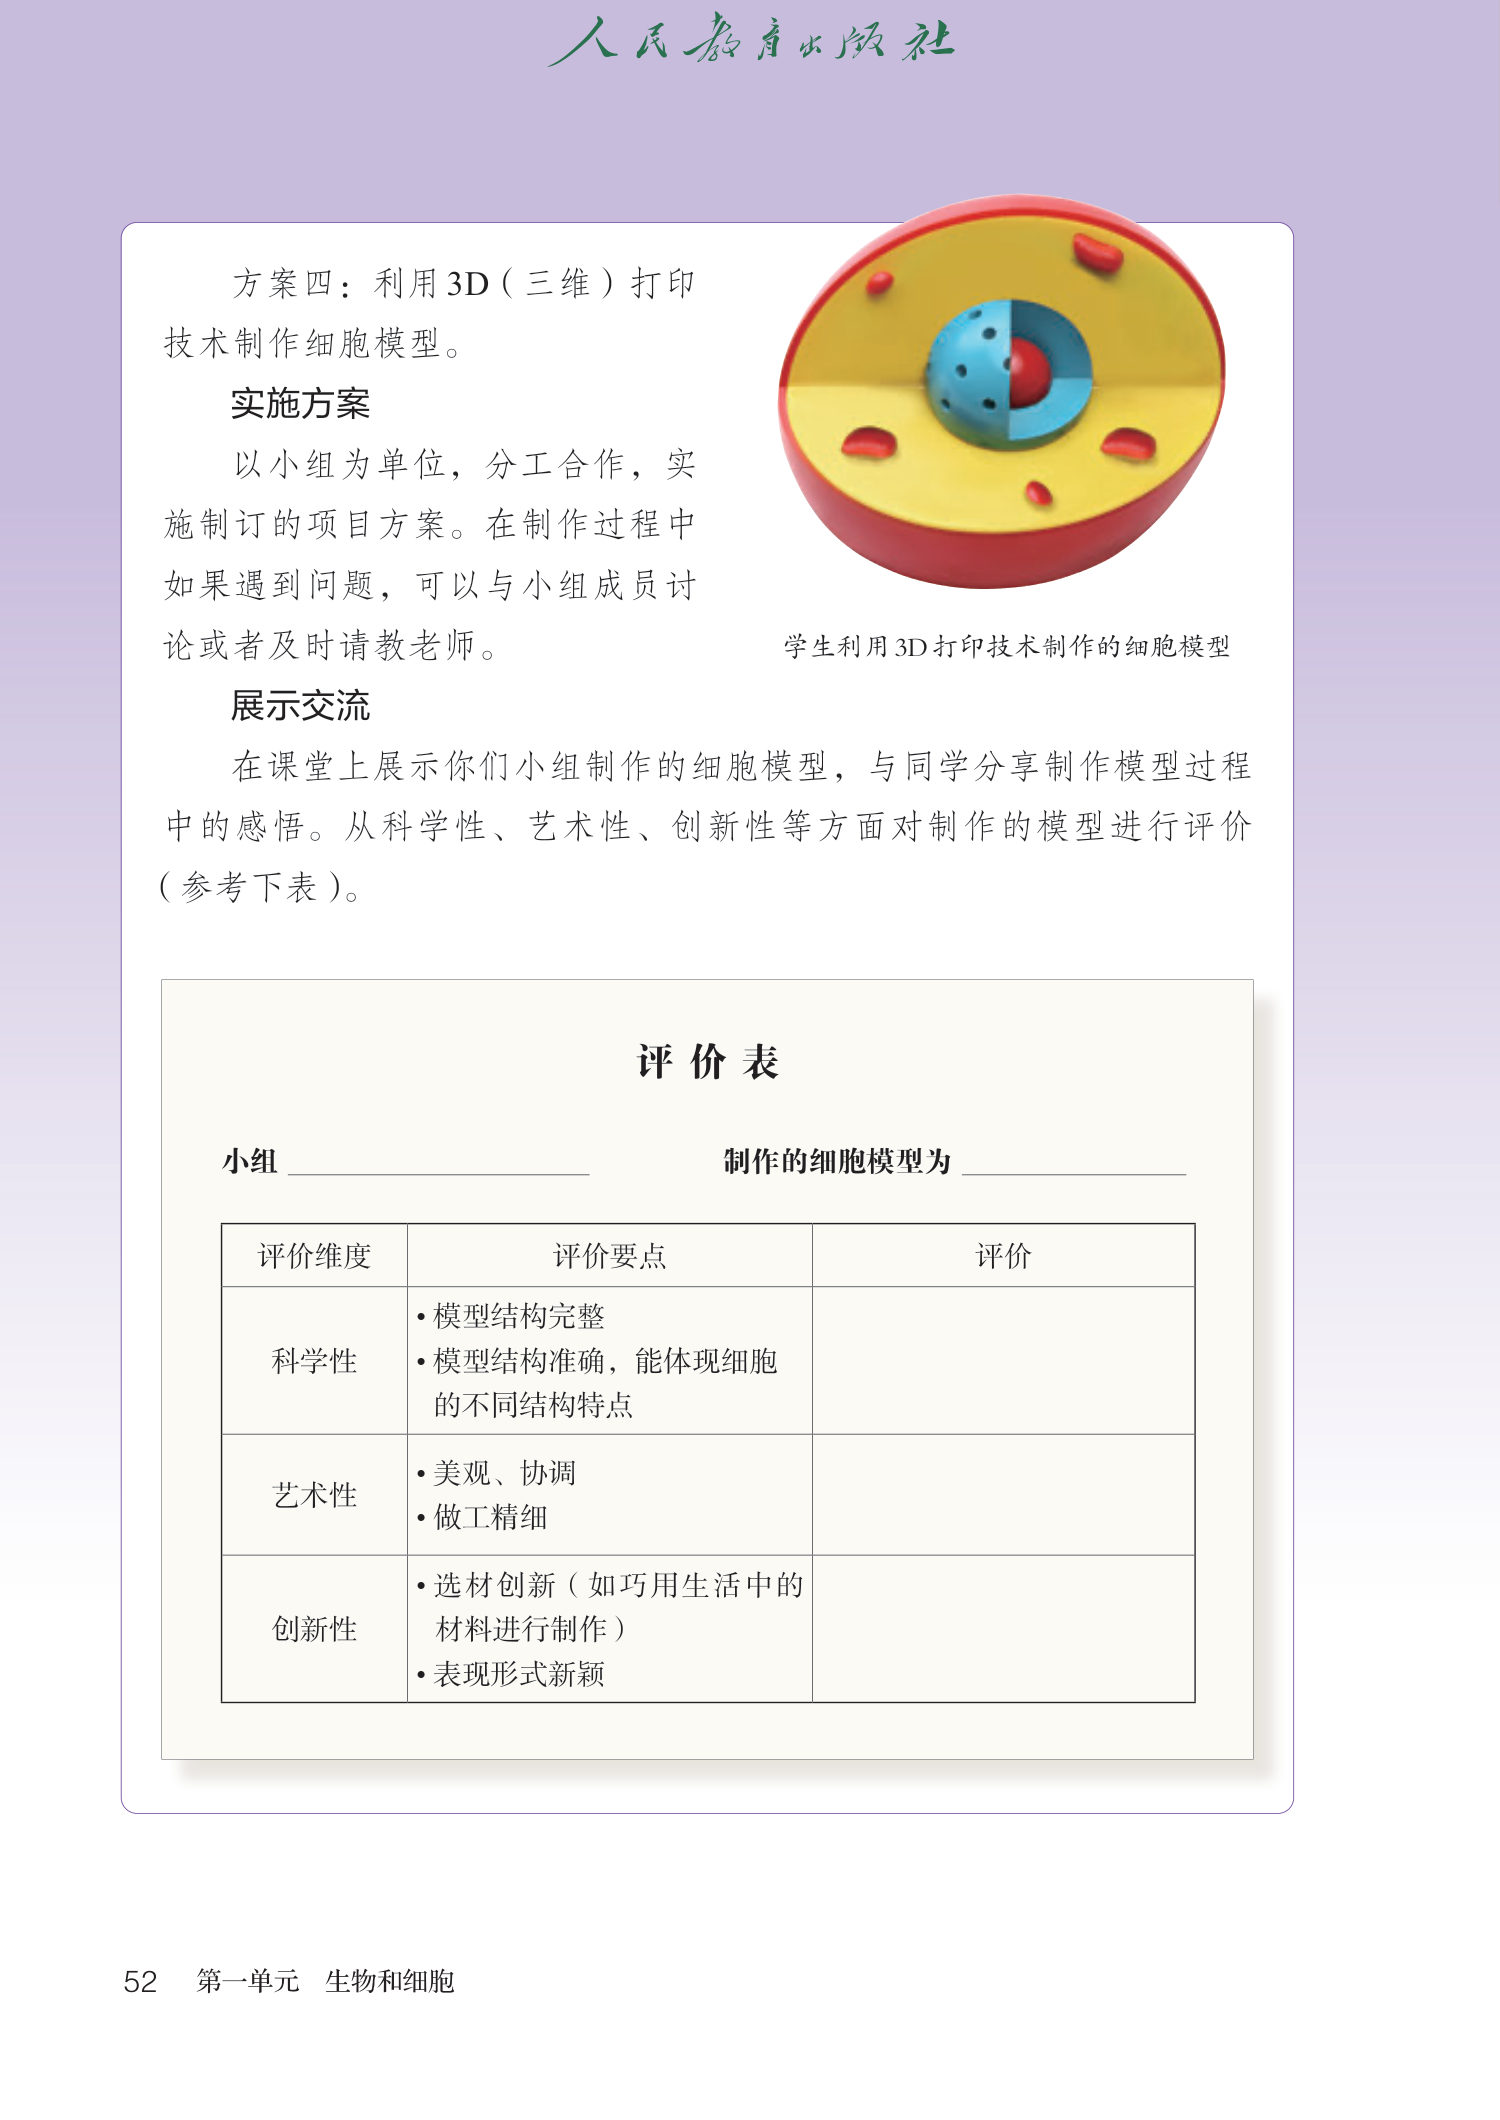 人民教育出版社
方案四：利用3D（三维）打印
技术制作细胞模型。
实施方案
以小组为单位，分工合作，实
施制订的项目方案。在制作过程中
如果遇到问题，可以与小组成员讨
论或者及时请教老师。
学生利用3D打印技术制作的细胞模型
展示交流
在课堂上展示你们小组制作的细胞模型，与同学分享制作模型过程
中的感悟。从科学性、艺术性、创新性等方面对制作的模型进行评价
（参考下表）。
评价表
小组 制作的细胞模型为
评价维度 评价要点 评价
科学性
•模型结构完整
•模型结构准确，能体现细胞
的不同结构特点
艺术性
•美观、协调
•做工精细
创新性
•选材创新（如巧用生活中的
材料进行制作）
•表现形式新颖
52 第一单元 生物和细胞